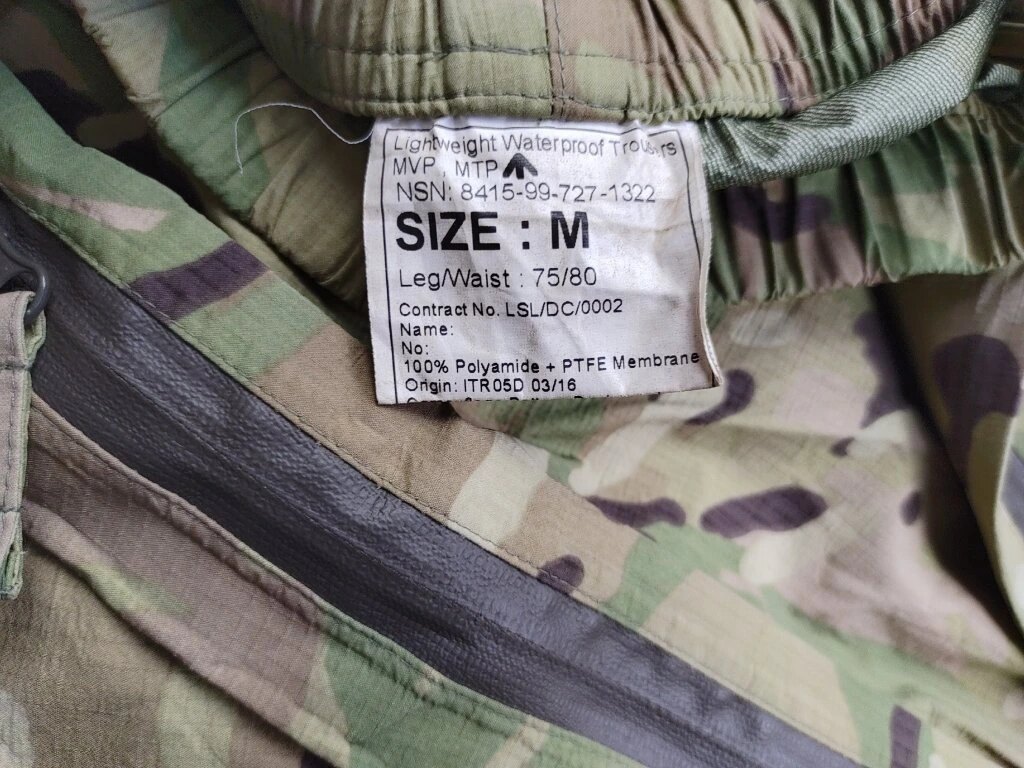 Lightweight Waterproof Trousers
MVP, MTP
NSN: 8415-99-727-1322
SIZE : M
Leg/Waist : 75/80
Contract No. LSL/DC/0002
Name:
No:
100% Polyamide + PTFE Membrane
Origin: ITR05D 03/16